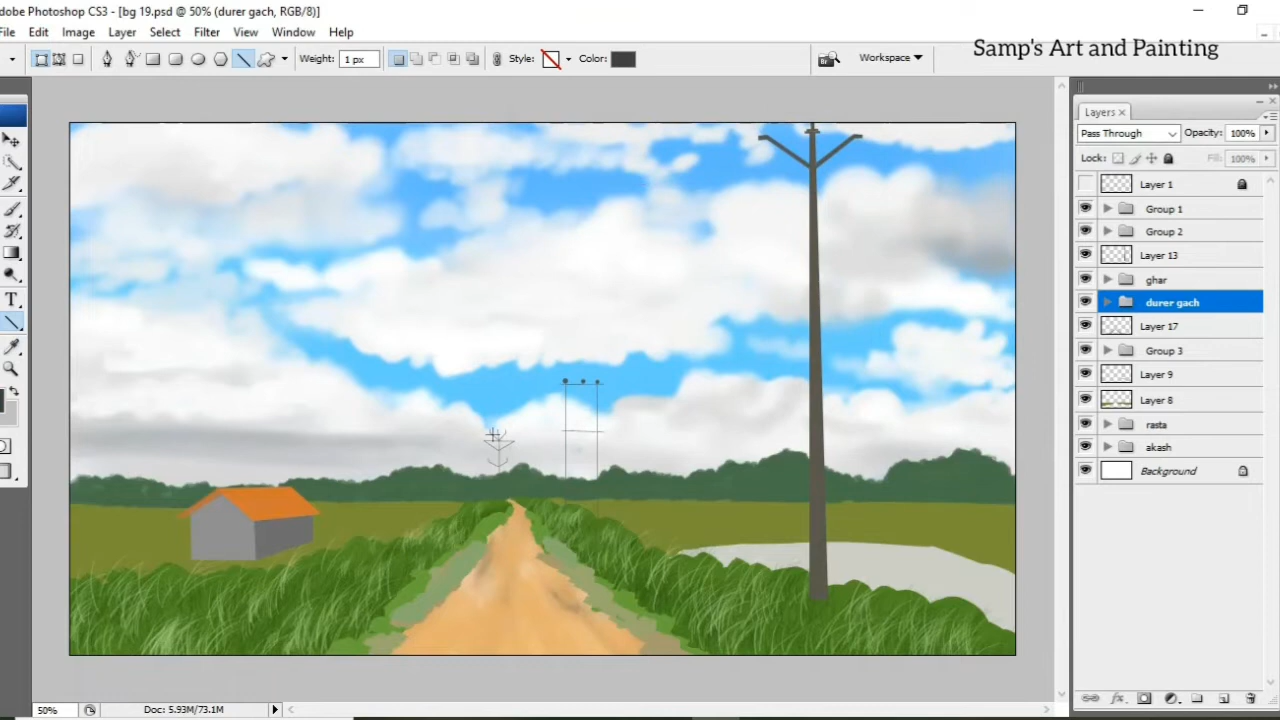 dobe Photoshop CS3 - [bg 19.psd @ 50% (durer gach, RGB/8)]
File Edit Image Layer Select Filter View Window Help
Weight: 1 px Style: Color: Workspace
Samp's Art and Painting
Layers
Pass Through Opacity: 100%
Lock: Fill: 100%
Layer 1
Group 1
Group 2
Layer 13
ghar
durer gach
Layer 17
Group 3
Layer 9
Layer 8
rasta
akash
Background
50% Doc: 5.93M/73.1M